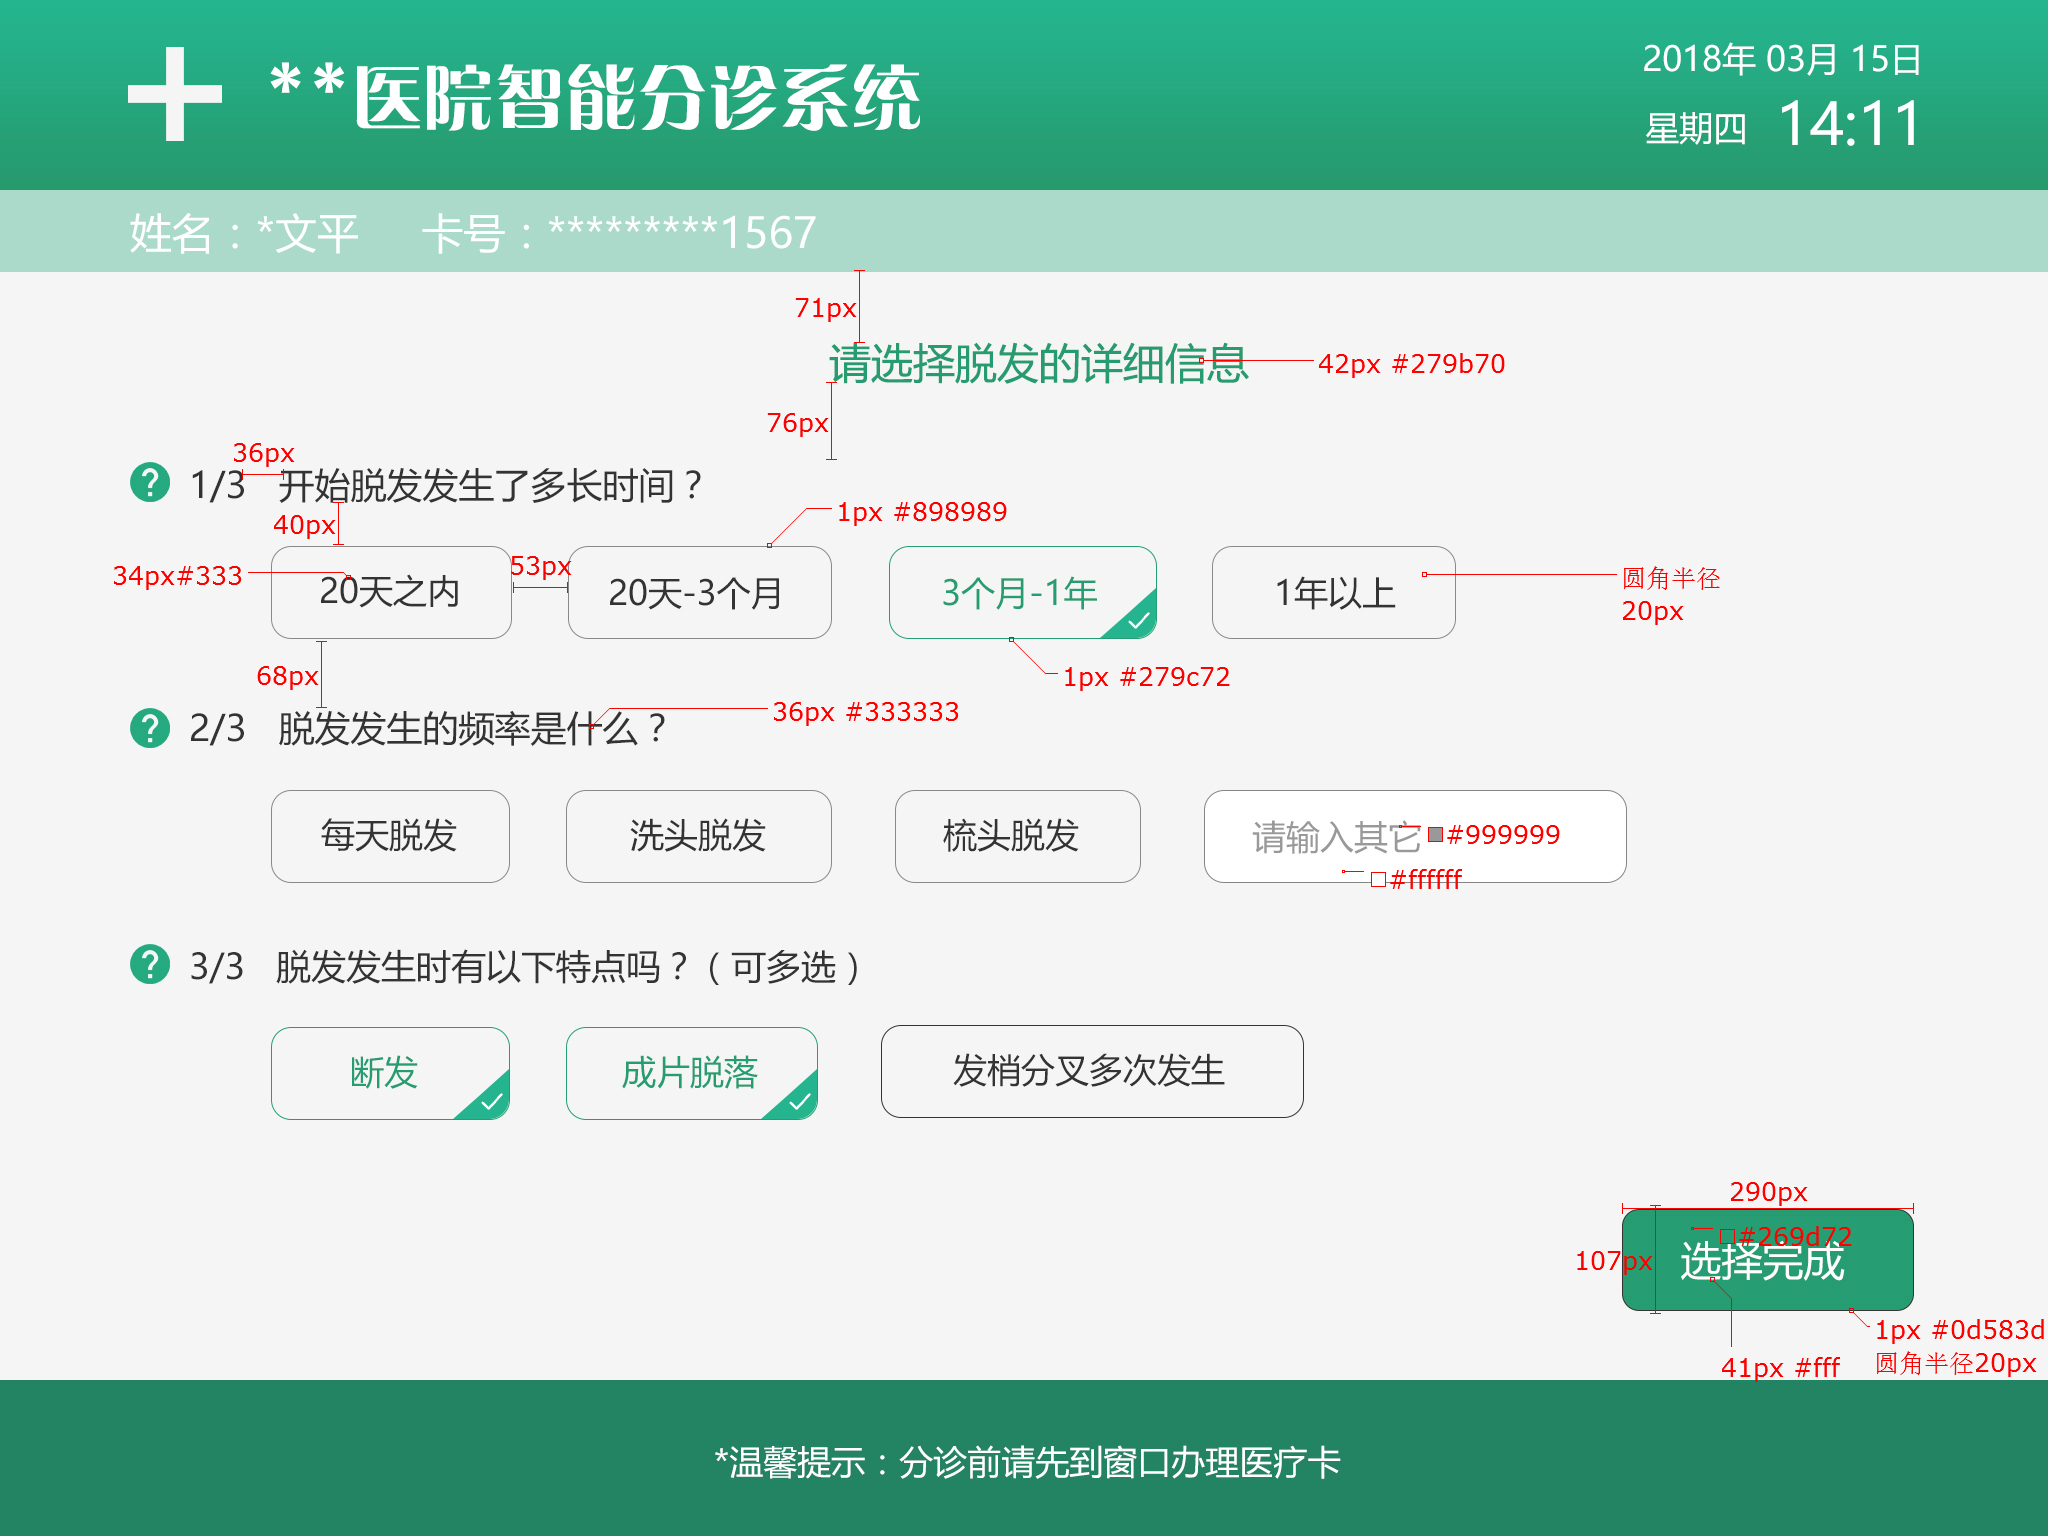 **医院智能分诊系统
2018年 03月 15日
星期四 14:11
姓名：*文平 卡号：*********1567
71px
请选择脱发的详细信息
42px #279b70
76px
36px
1/3 开始脱发发生了多长时间？
40px
1px #898989
34px#333
20天之内
53px
20天-3个月
3个月-1年
1年以上
圆角半径
20px
68px
1px #279c72
2/3 脱发发生的频率是什么？
36px #333333
每天脱发
洗头脱发
梳头脱发
请输入其它
#999999
#ffffff
3/3 脱发发生时有以下特点吗？（可多选）
断发
成片脱落
发梢分叉多次发生
290px
#269d72
107px
选择完成
1px #0d583d
圆角半径20px
41px #fff
*温馨提示：分诊前请先到窗口办理医疗卡